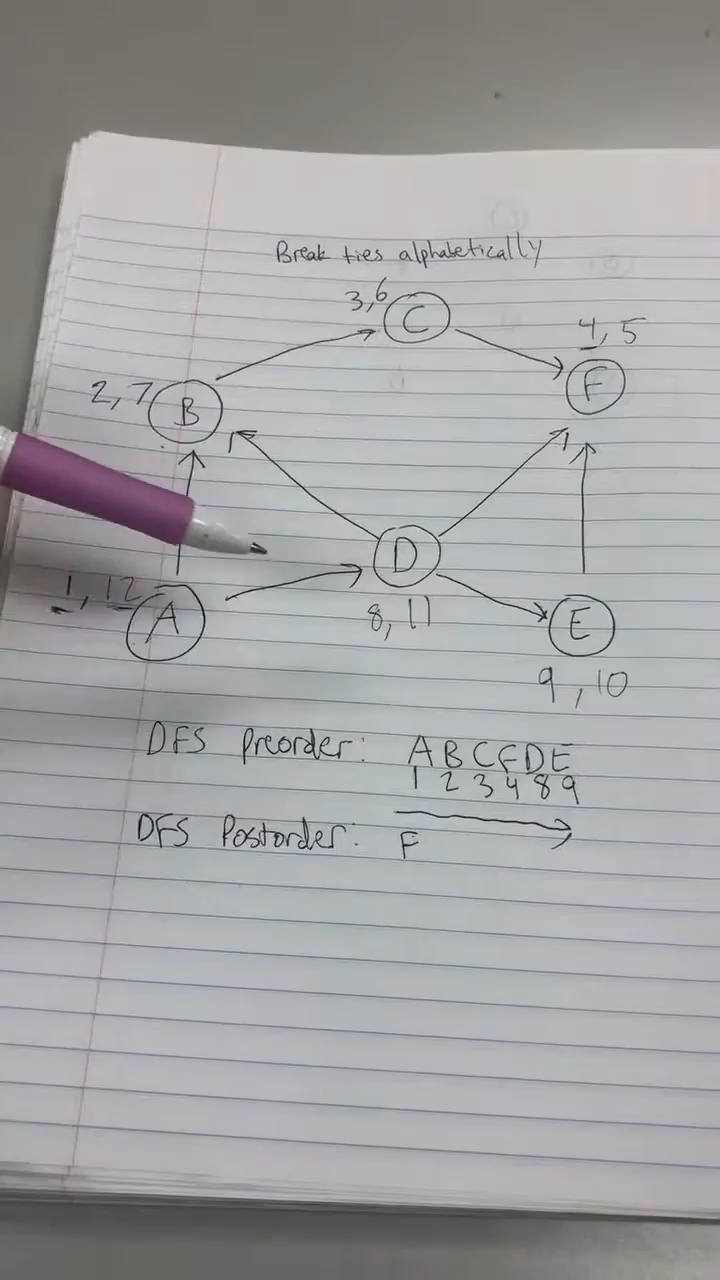 Break ties alphabetically
3,6
C
4, 5
F
2,7
B
D
1, 12
A
8, 11
E
9, 10
DFS Preorder: A B C F D E
1 2 3 4 8 9
DFS Postorder: F